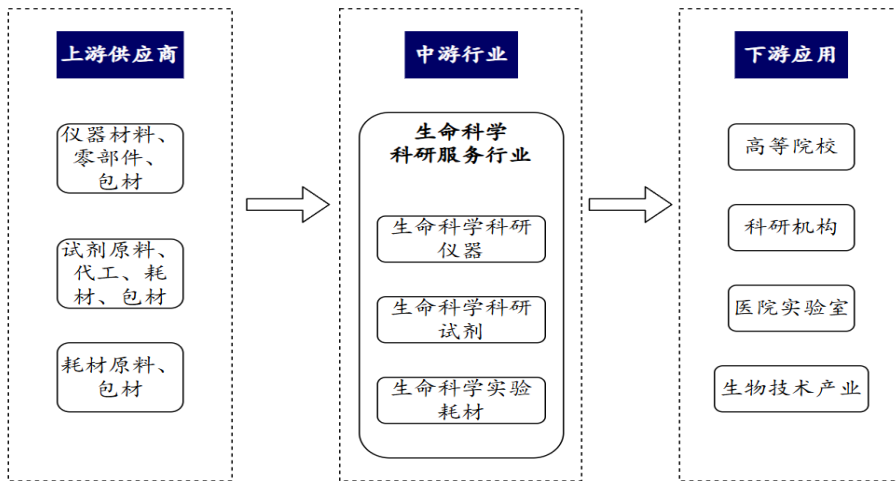 上游供应商
仪器材料、
零部件、
包材
试剂原料、
代工、耗
材、包材
耗材原料、
包材
中游行业
生命科学
科研服务行业
生命科学科研
仪器
生命科学科研
试剂
生命科学实验
耗材
下游应用
高等院校
科研机构
医院实验室
生物技术产业